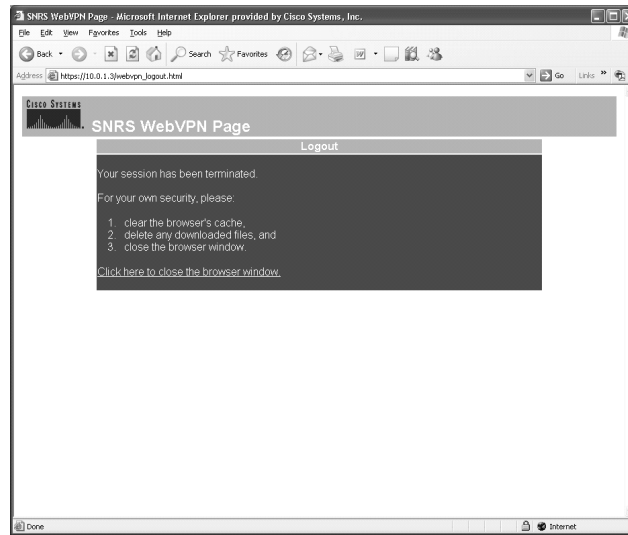 SNRS WebVPN Page - Microsoft Internet Explorer provided by Cisco Systems, Inc.
File Edit View Favorites Tools Help
Back Search Favorites
Address https://10.0.1.3/webvpn_logout.html Go Links »
CISCO SYSTEMS
SNRS WebVPN Page
Logout
Your session has been terminated.
For your own security, please:
1. clear the browser's cache,
2. delete any downloaded files, and
3. close the browser window.
Click here to close the browser window.
Done Internet